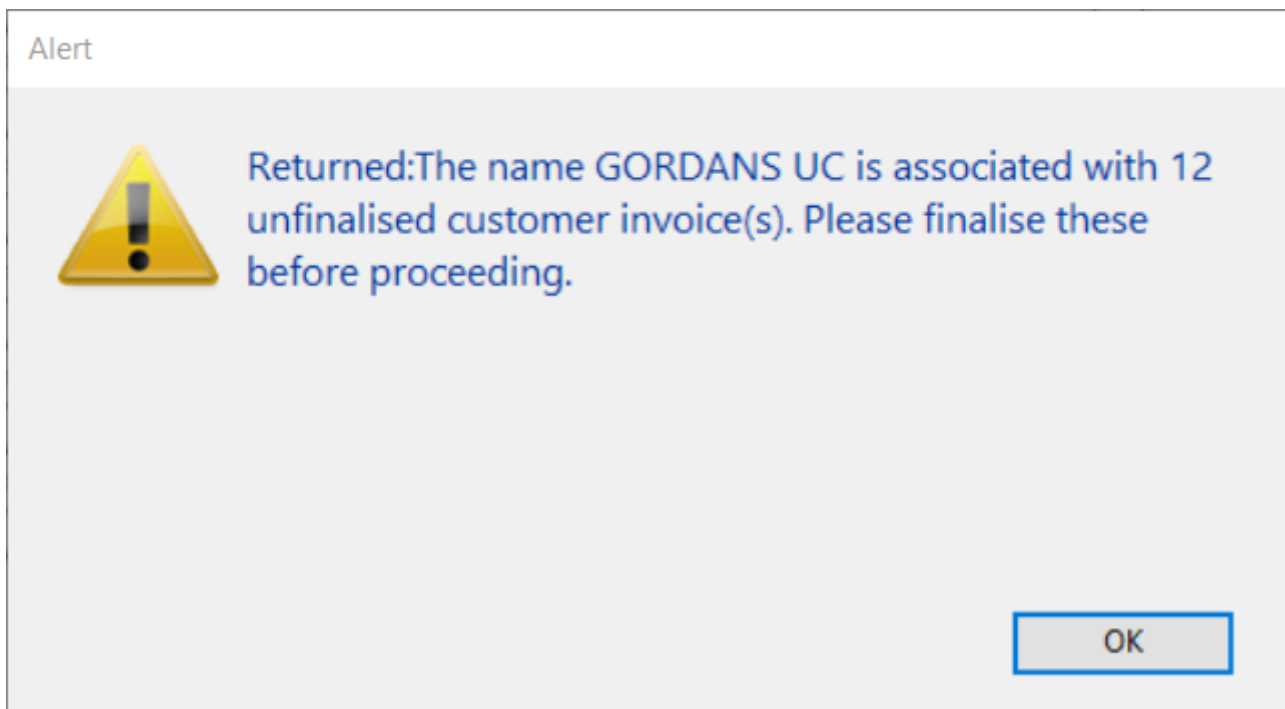 Alert
Returned:The name GORDANS UC is associated with 12
unfinalised customer invoice(s). Please finalise these
before proceeding.
OK